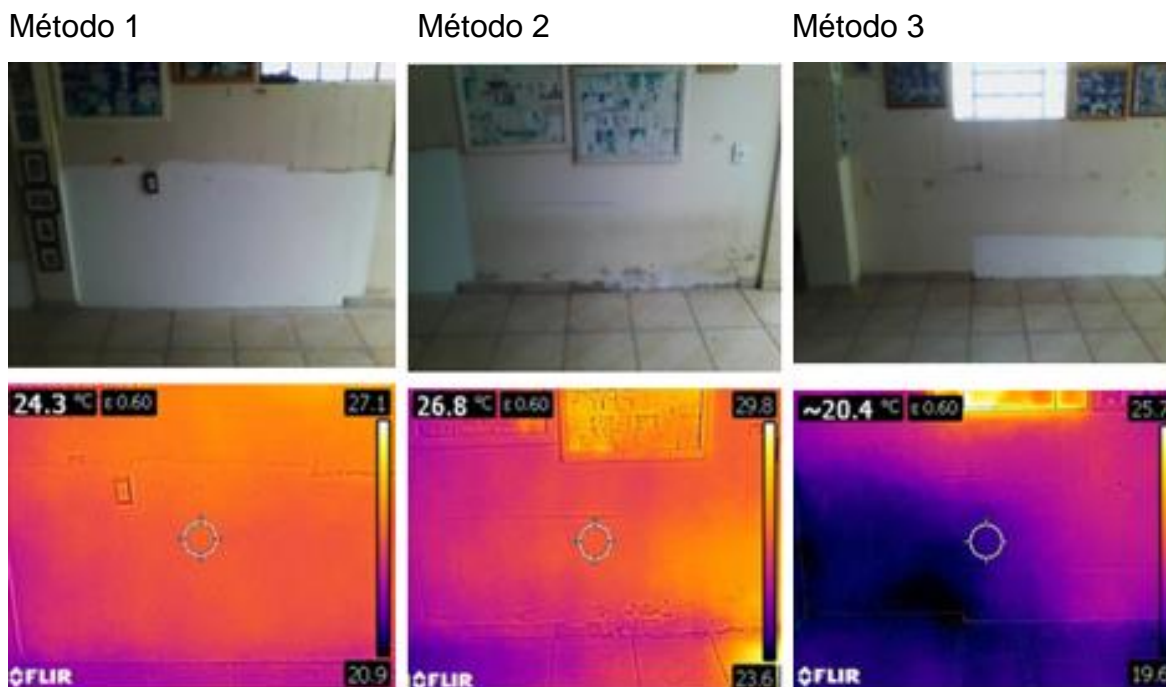 Método 1
Método 2
Método 3
24.3 °C ε 0.60
27.1
20.9
FLIR
26.8 °C ε 0.60
29.8
23.6
FLIR
~20.4 °C ε 0.60
25.7
19.6
FLIR